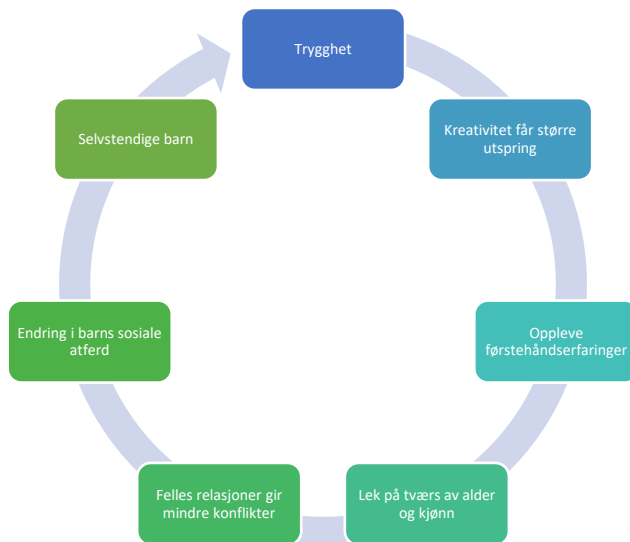 Trygghet
Kreativitet får større
utspring
Oppleve
førstehåndserfaringer
Lek på tværs av alder
og kjønn
Felles relasjoner gir
mindre konflikter
Endring i barns sosiale
atferd
Selvstendige barn